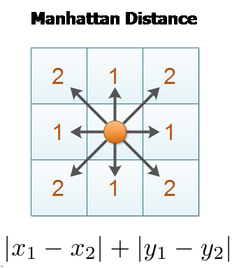 Manhattan Distance
2 1 2
1 1
2 1 2
|x₁ − x₂| + |y₁ − y₂|